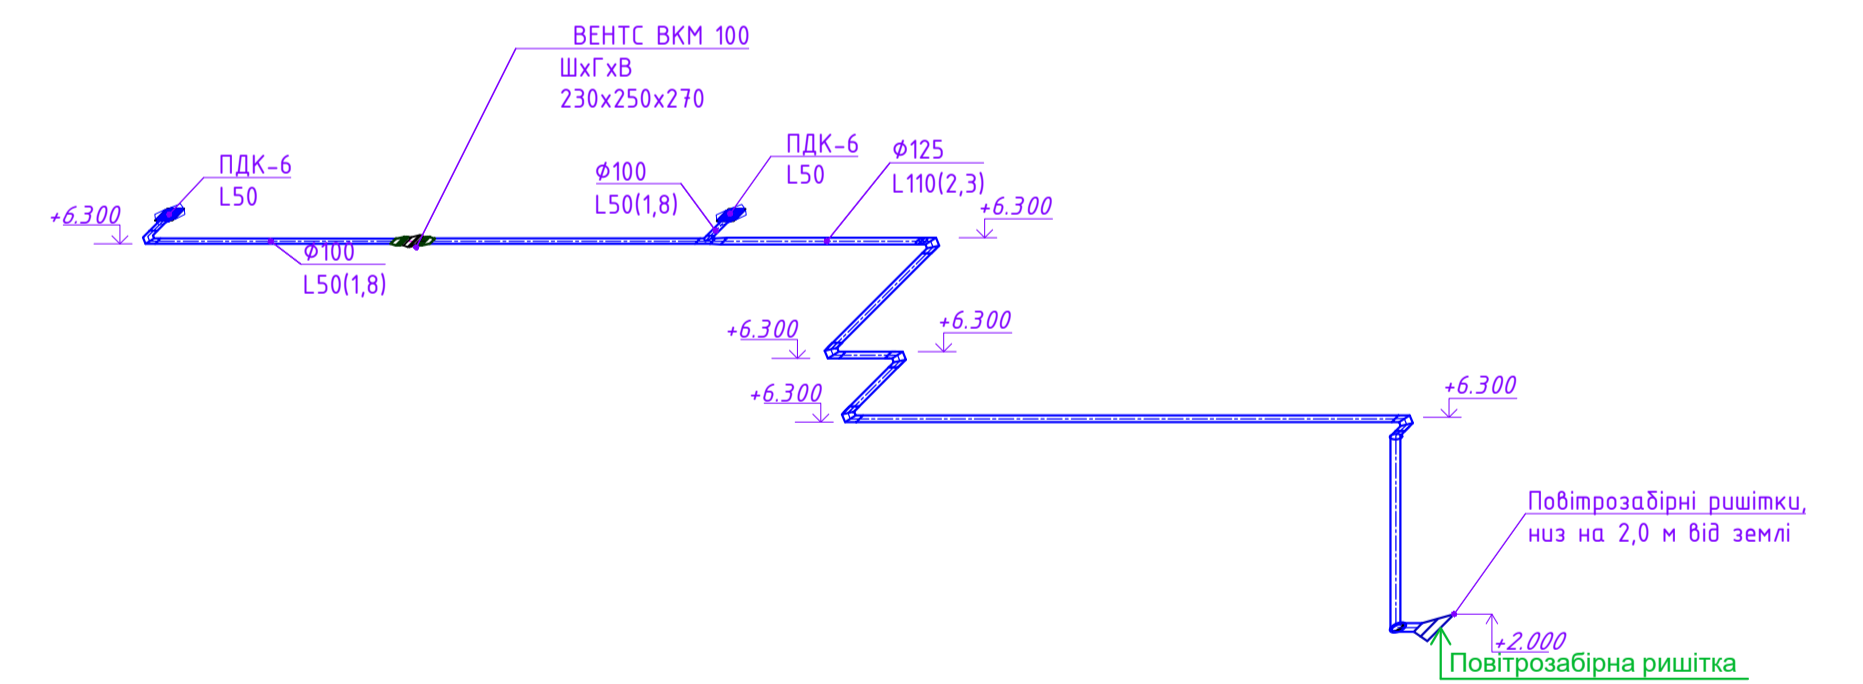 ВЕНТС ВКМ 100
ШxГxВ
230x250x270
ПДК-6
L50
+6.300
Ф100
L50(1,8)
Ф100
L50(1,8)
ПДК-6
L50
Ф125
L110(2,3)
+6.300
+6.300
+6.300
+6.300
+6.300
Повітрозабірні ришітки,
низ на 2,0 м від землі
+2.000
Повітрозабірна ришітка